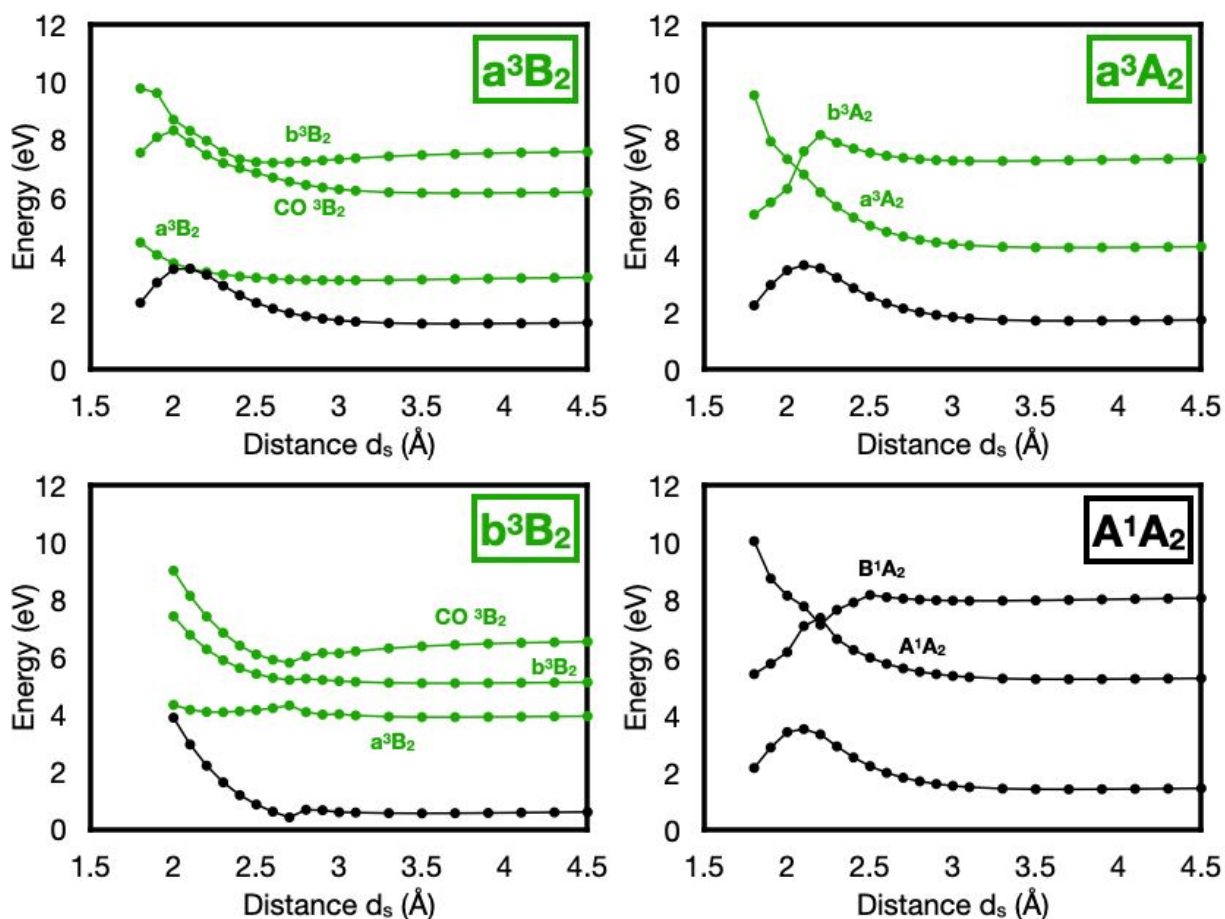 12
10
8
6
4
2
0
Energy (eV)
a³B₂
b³B₂
CO ³B₂
a³B₂
1.5 2 2.5 3 3.5 4 4.5
Distance dₛ (Å)
12
10
8
6
4
2
0
Energy (eV)
a³A₂
b³A₂
a³A₂
1.5 2 2.5 3 3.5 4 4.5
Distance dₛ (Å)
12
10
8
6
4
2
0
Energy (eV)
b³B₂
CO ³B₂
b³B₂
a³B₂
1.5 2 2.5 3 3.5 4 4.5
Distance dₛ (Å)
12
10
8
6
4
2
0
Energy (eV)
A¹A₂
B¹A₂
A¹A₂
1.5 2 2.5 3 3.5 4 4.5
Distance dₛ (Å)